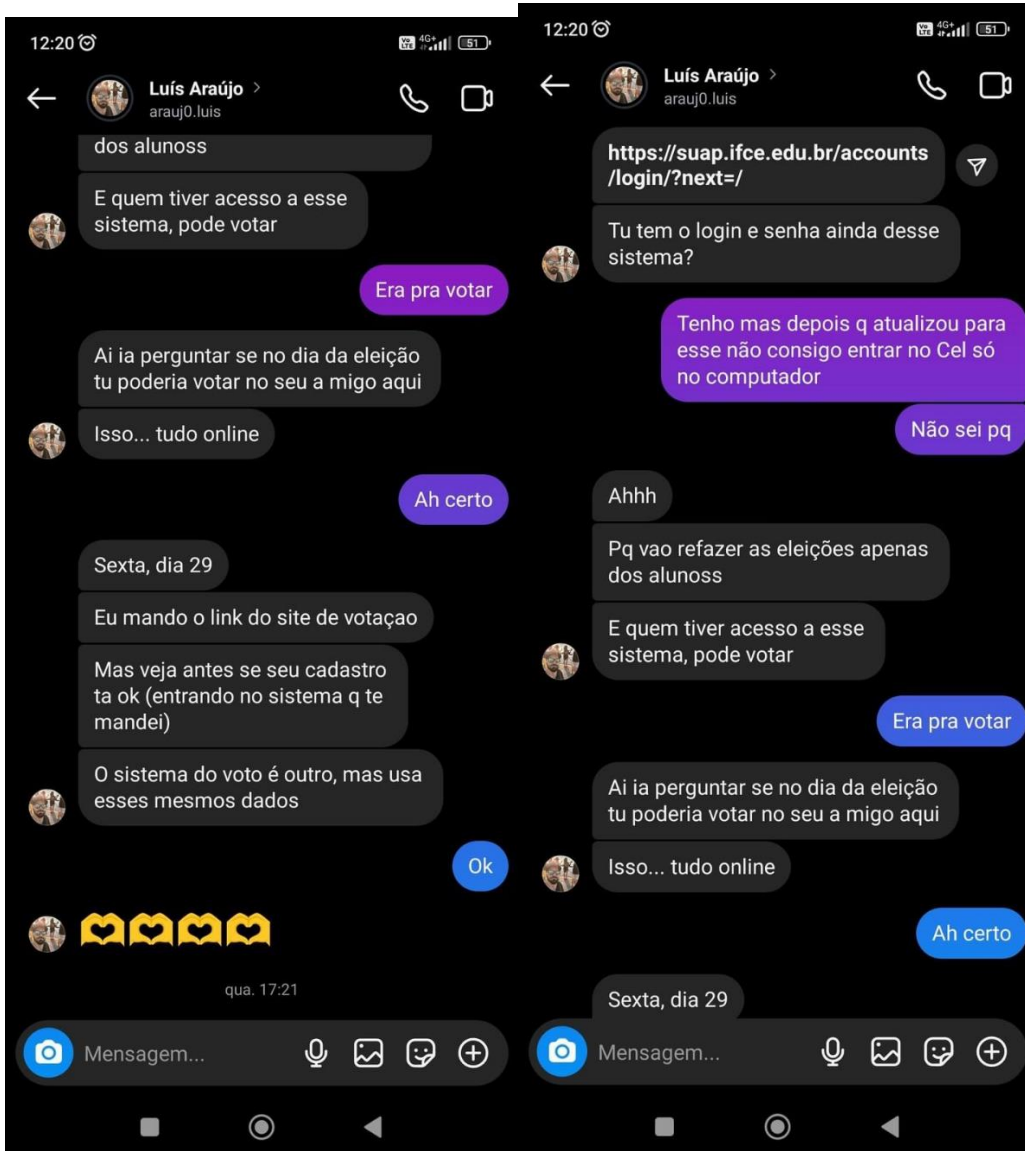 12:20
Vo LTE 4G+ 51
Luís Araújo >
arauj0.luis
dos alunoss
E quem tiver acesso a esse
sistema, pode votar
Era pra votar
Ai ia perguntar se no dia da eleição
tu poderia votar no seu a migo aqui
Isso... tudo online
Ah certo
Sexta, dia 29
Eu mando o link do site de votaçao
Mas veja antes se seu cadastro
ta ok (entrando no sistema q te
mandei)
O sistema do voto é outro, mas usa
esses mesmos dados
Ok
qua. 17:21
Mensagem...
12:20
Vo LTE 4G+ 51
Luís Araújo >
arauj0.luis
https://suap.ifce.edu.br/accounts
/login/?next=/
Tu tem o login e senha ainda desse
sistema?
Tenho mas depois q atualizou para
esse não consigo entrar no Cel só
no computador
Não sei pq
Ahhh
Pq vao refazer as eleições apenas
dos alunoss
E quem tiver acesso a esse
sistema, pode votar
Era pra votar
Ai ia perguntar se no dia da eleição
tu poderia votar no seu a migo aqui
Isso... tudo online
Ah certo
Sexta, dia 29
Mensagem...